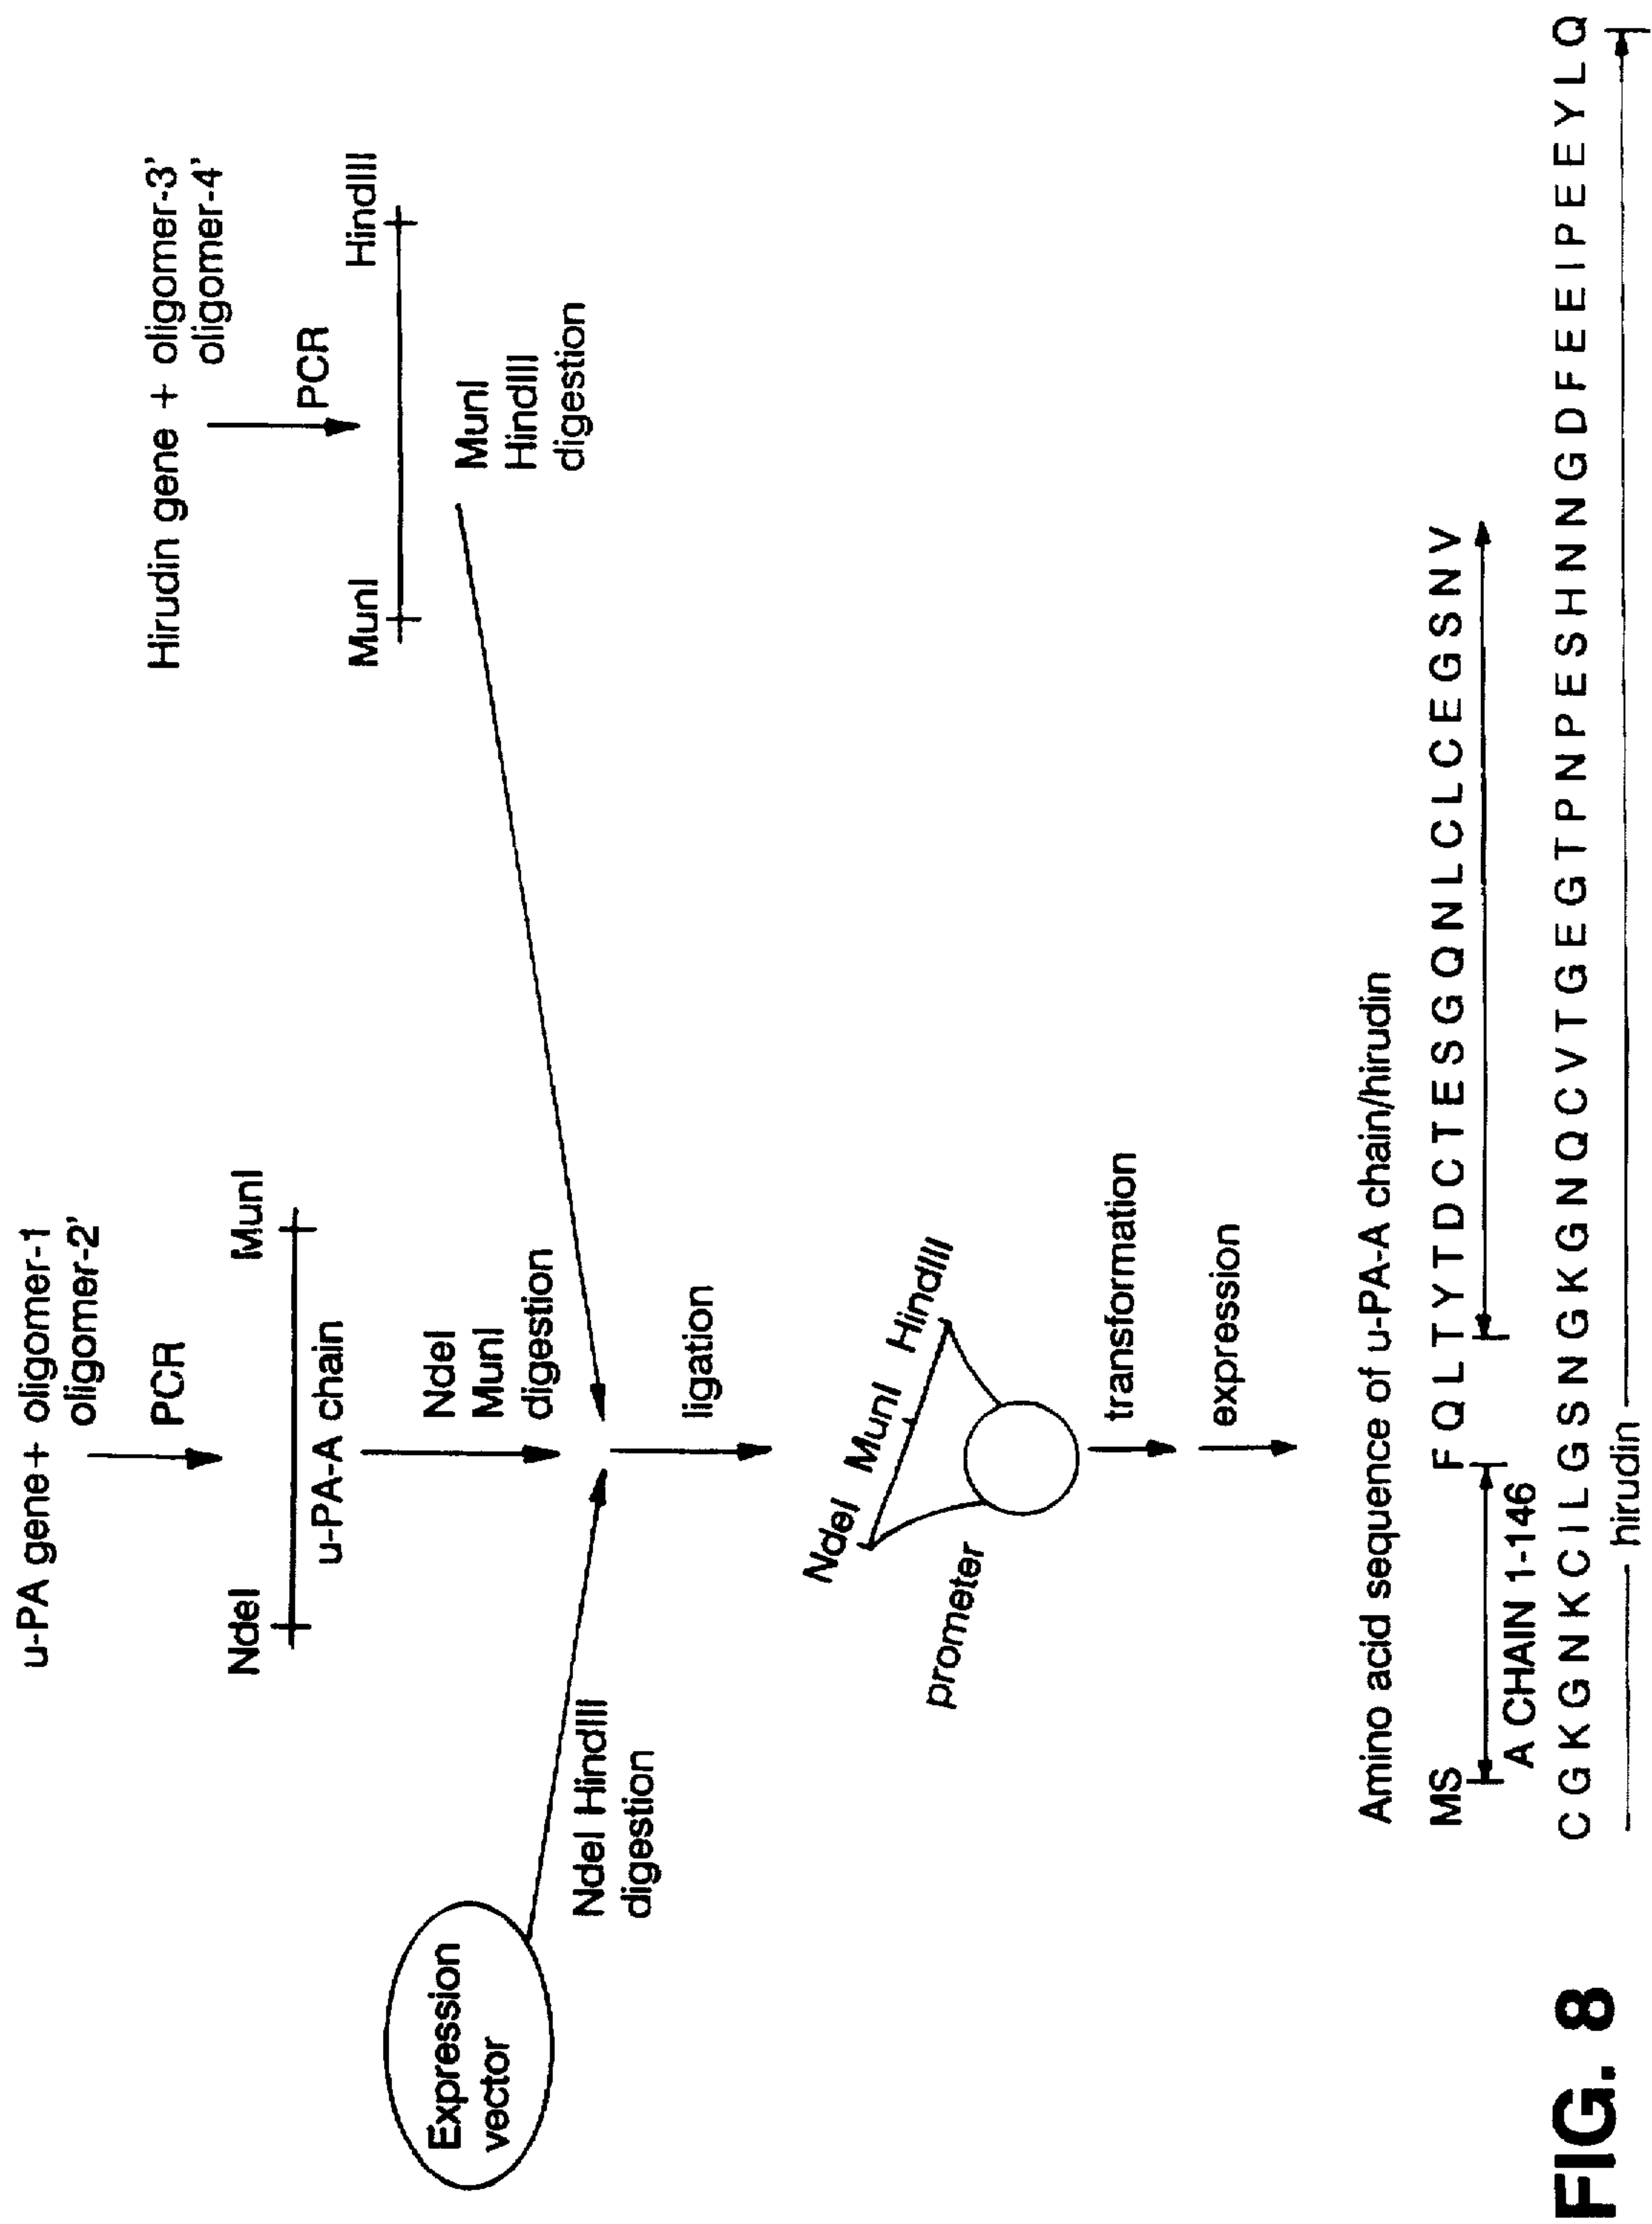 u-PA gene+ oligomer-1
oligomer-2'
PCR
NdeI
MunI
u-PA-A chain
NdeI
MunI
digestion
Hirudin gene + oligomer-3'
oligomer-4'
PCR
MunI
HindIII
MunI
HindIII
digestion
Expression
vector
NdeI HindIII
digestion
ligation
NdeI MunI HindIII
prometer
transformation
expression
Amino acid sequence of u-PA-A chain/hirudin
MS F Q L T Y T D C T E S G Q N L C L C E G S N V
A CHAIN 1-146
C G K G N K C I L G S N G K G N Q C V T G E G T P N P E S H N N G D F E E I P E E Y L Q
hirudin
FIG. 8